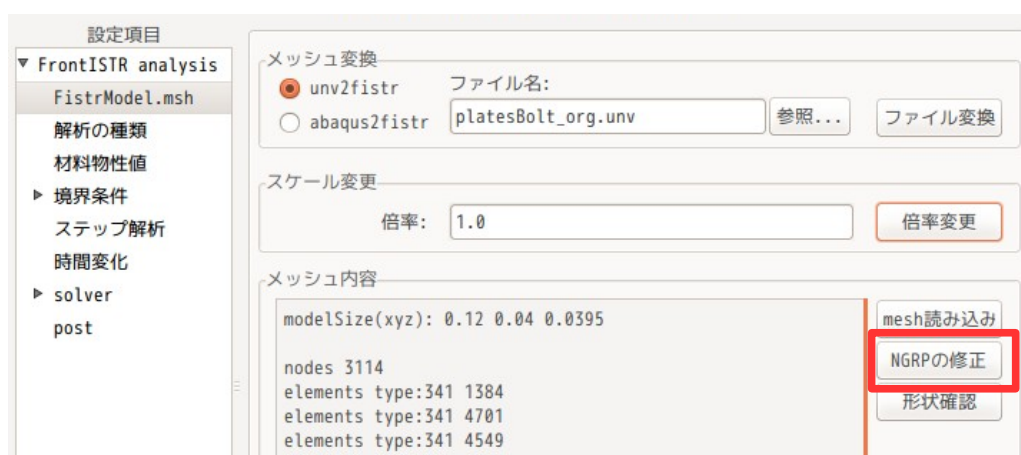 設定項目
FrontISTR analysis
FistrModel.msh
解析の種類
材料物性値
境界条件
ステップ解析
時間変化
solver
post
メッシュ変換
unv2fistr
abaqus2fistr
ファイル名:
platesBolt_org.unv
参照...
ファイル変換
スケール変更
倍率:
1.0
倍率変更
メッシュ内容
modelSize(xyz): 0.12 0.04 0.0395
nodes 3114
elements type:341 1384
elements type:341 4701
elements type:341 4549
mesh読み込み
NGRPの修正
形状確認